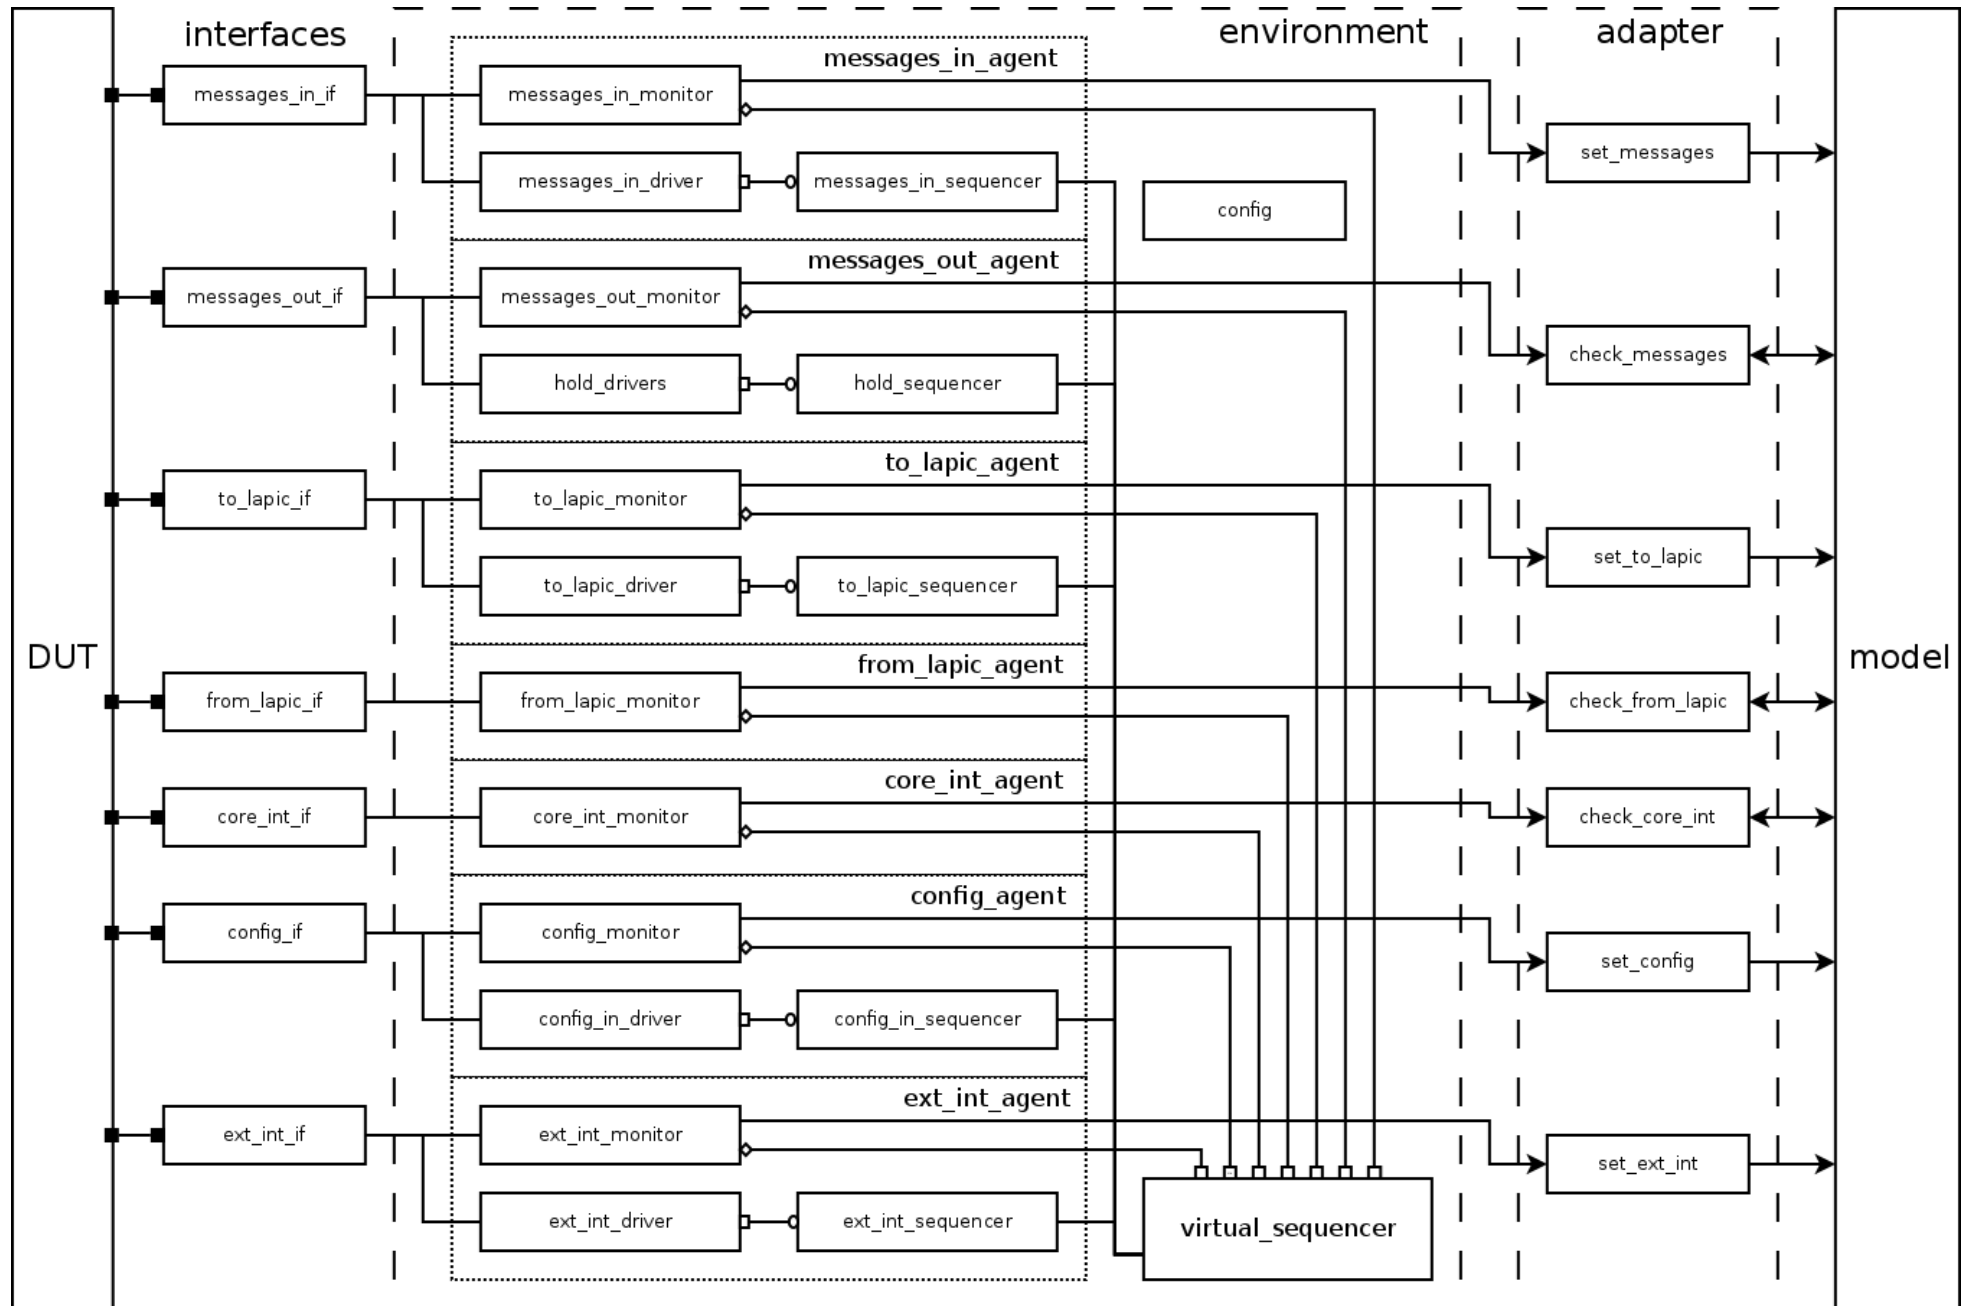 interfaces
environment
adapter
messages_in_agent
messages_in_if
messages_in_monitor
set_messages
messages_in_driver
messages_in_sequencer
config
messages_out_agent
messages_out_if
messages_out_monitor
check_messages
hold_drivers
hold_sequencer
to_lapic_agent
to_lapic_if
to_lapic_monitor
set_to_lapic
to_lapic_driver
to_lapic_sequencer
DUT
from_lapic_agent
model
from_lapic_if
from_lapic_monitor
check_from_lapic
core_int_agent
core_int_if
core_int_monitor
check_core_int
config_agent
config_if
config_monitor
set_config
config_in_driver
config_in_sequencer
ext_int_agent
ext_int_if
ext_int_monitor
set_ext_int
ext_int_driver
ext_int_sequencer
virtual_sequencer